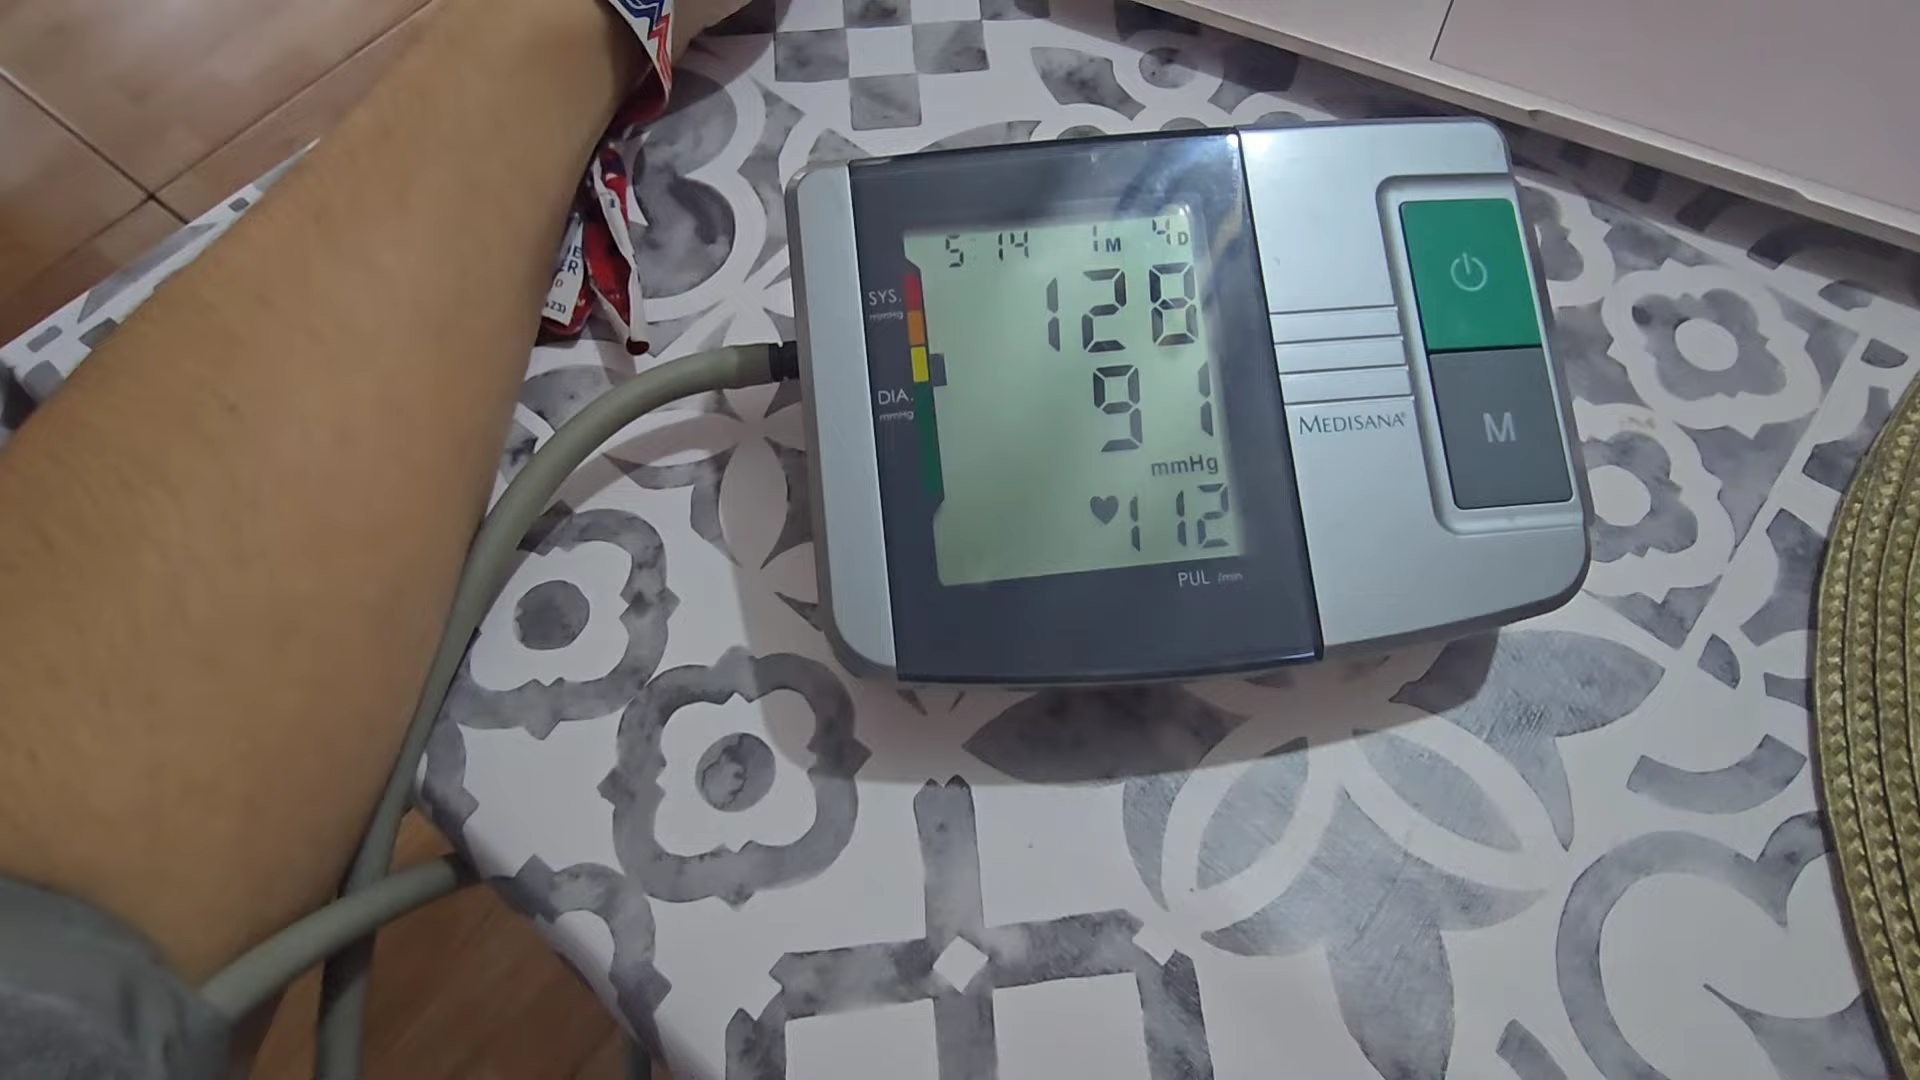 5:14 1M 4D
SYS. 128
mmHg
DIA. 91
mmHg
mmHg
112
PUL /min
MEDISANA®
M